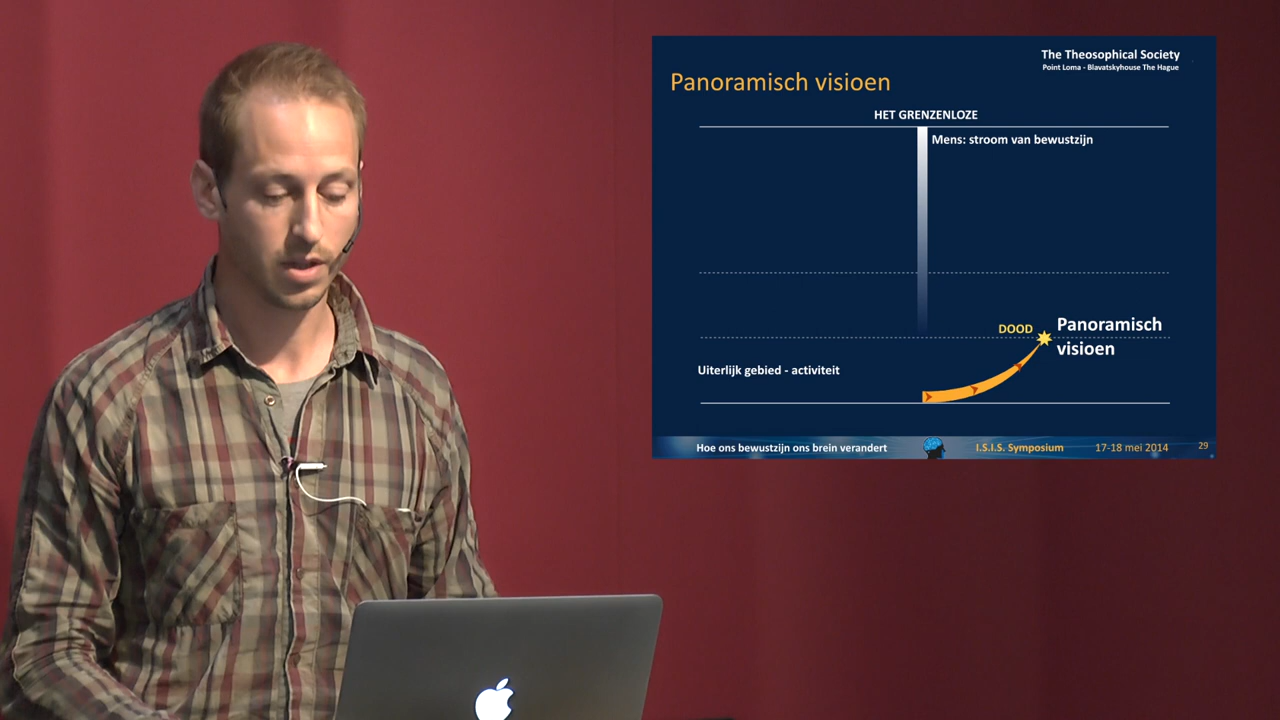 The Theosophical Society
Point Loma - Blavatskyhouse The Hague
Panoramisch visioen
HET GRENZENLOZE
Mens: stroom van bewustzijn
DOOD
Panoramisch
visioen
Uiterlijk gebied - activiteit
Hoe ons bewustzijn ons brein verandert
I.S.I.S. Symposium
17-18 mei 2014
29